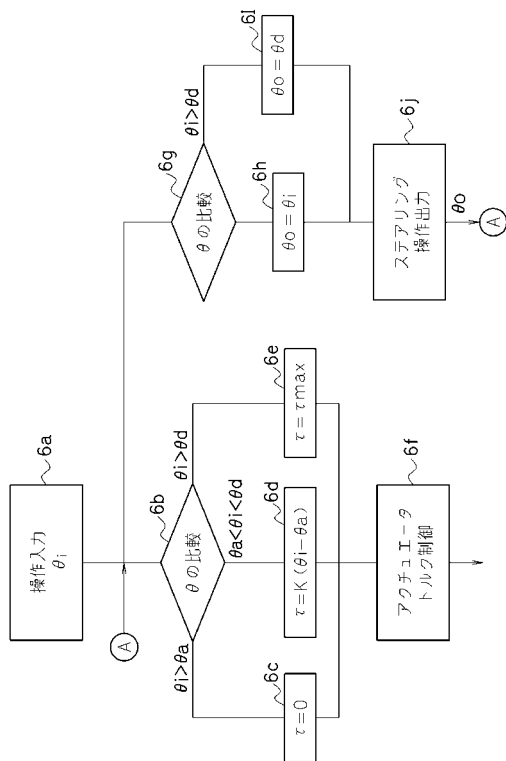 操作入力
θi
6a
A
θの比較
6b
θi>θa
θa<θi<θd
θi>θd
τ=0
6c
τ=K(θi-θa)
6d
τ=τmax
6e
アクチュエータ
トルク制御
6f
θの比較
6g
θi>θd
θo=θi
6h
θo=θd
6I
ステアリング
操作出力
6j
θo
A